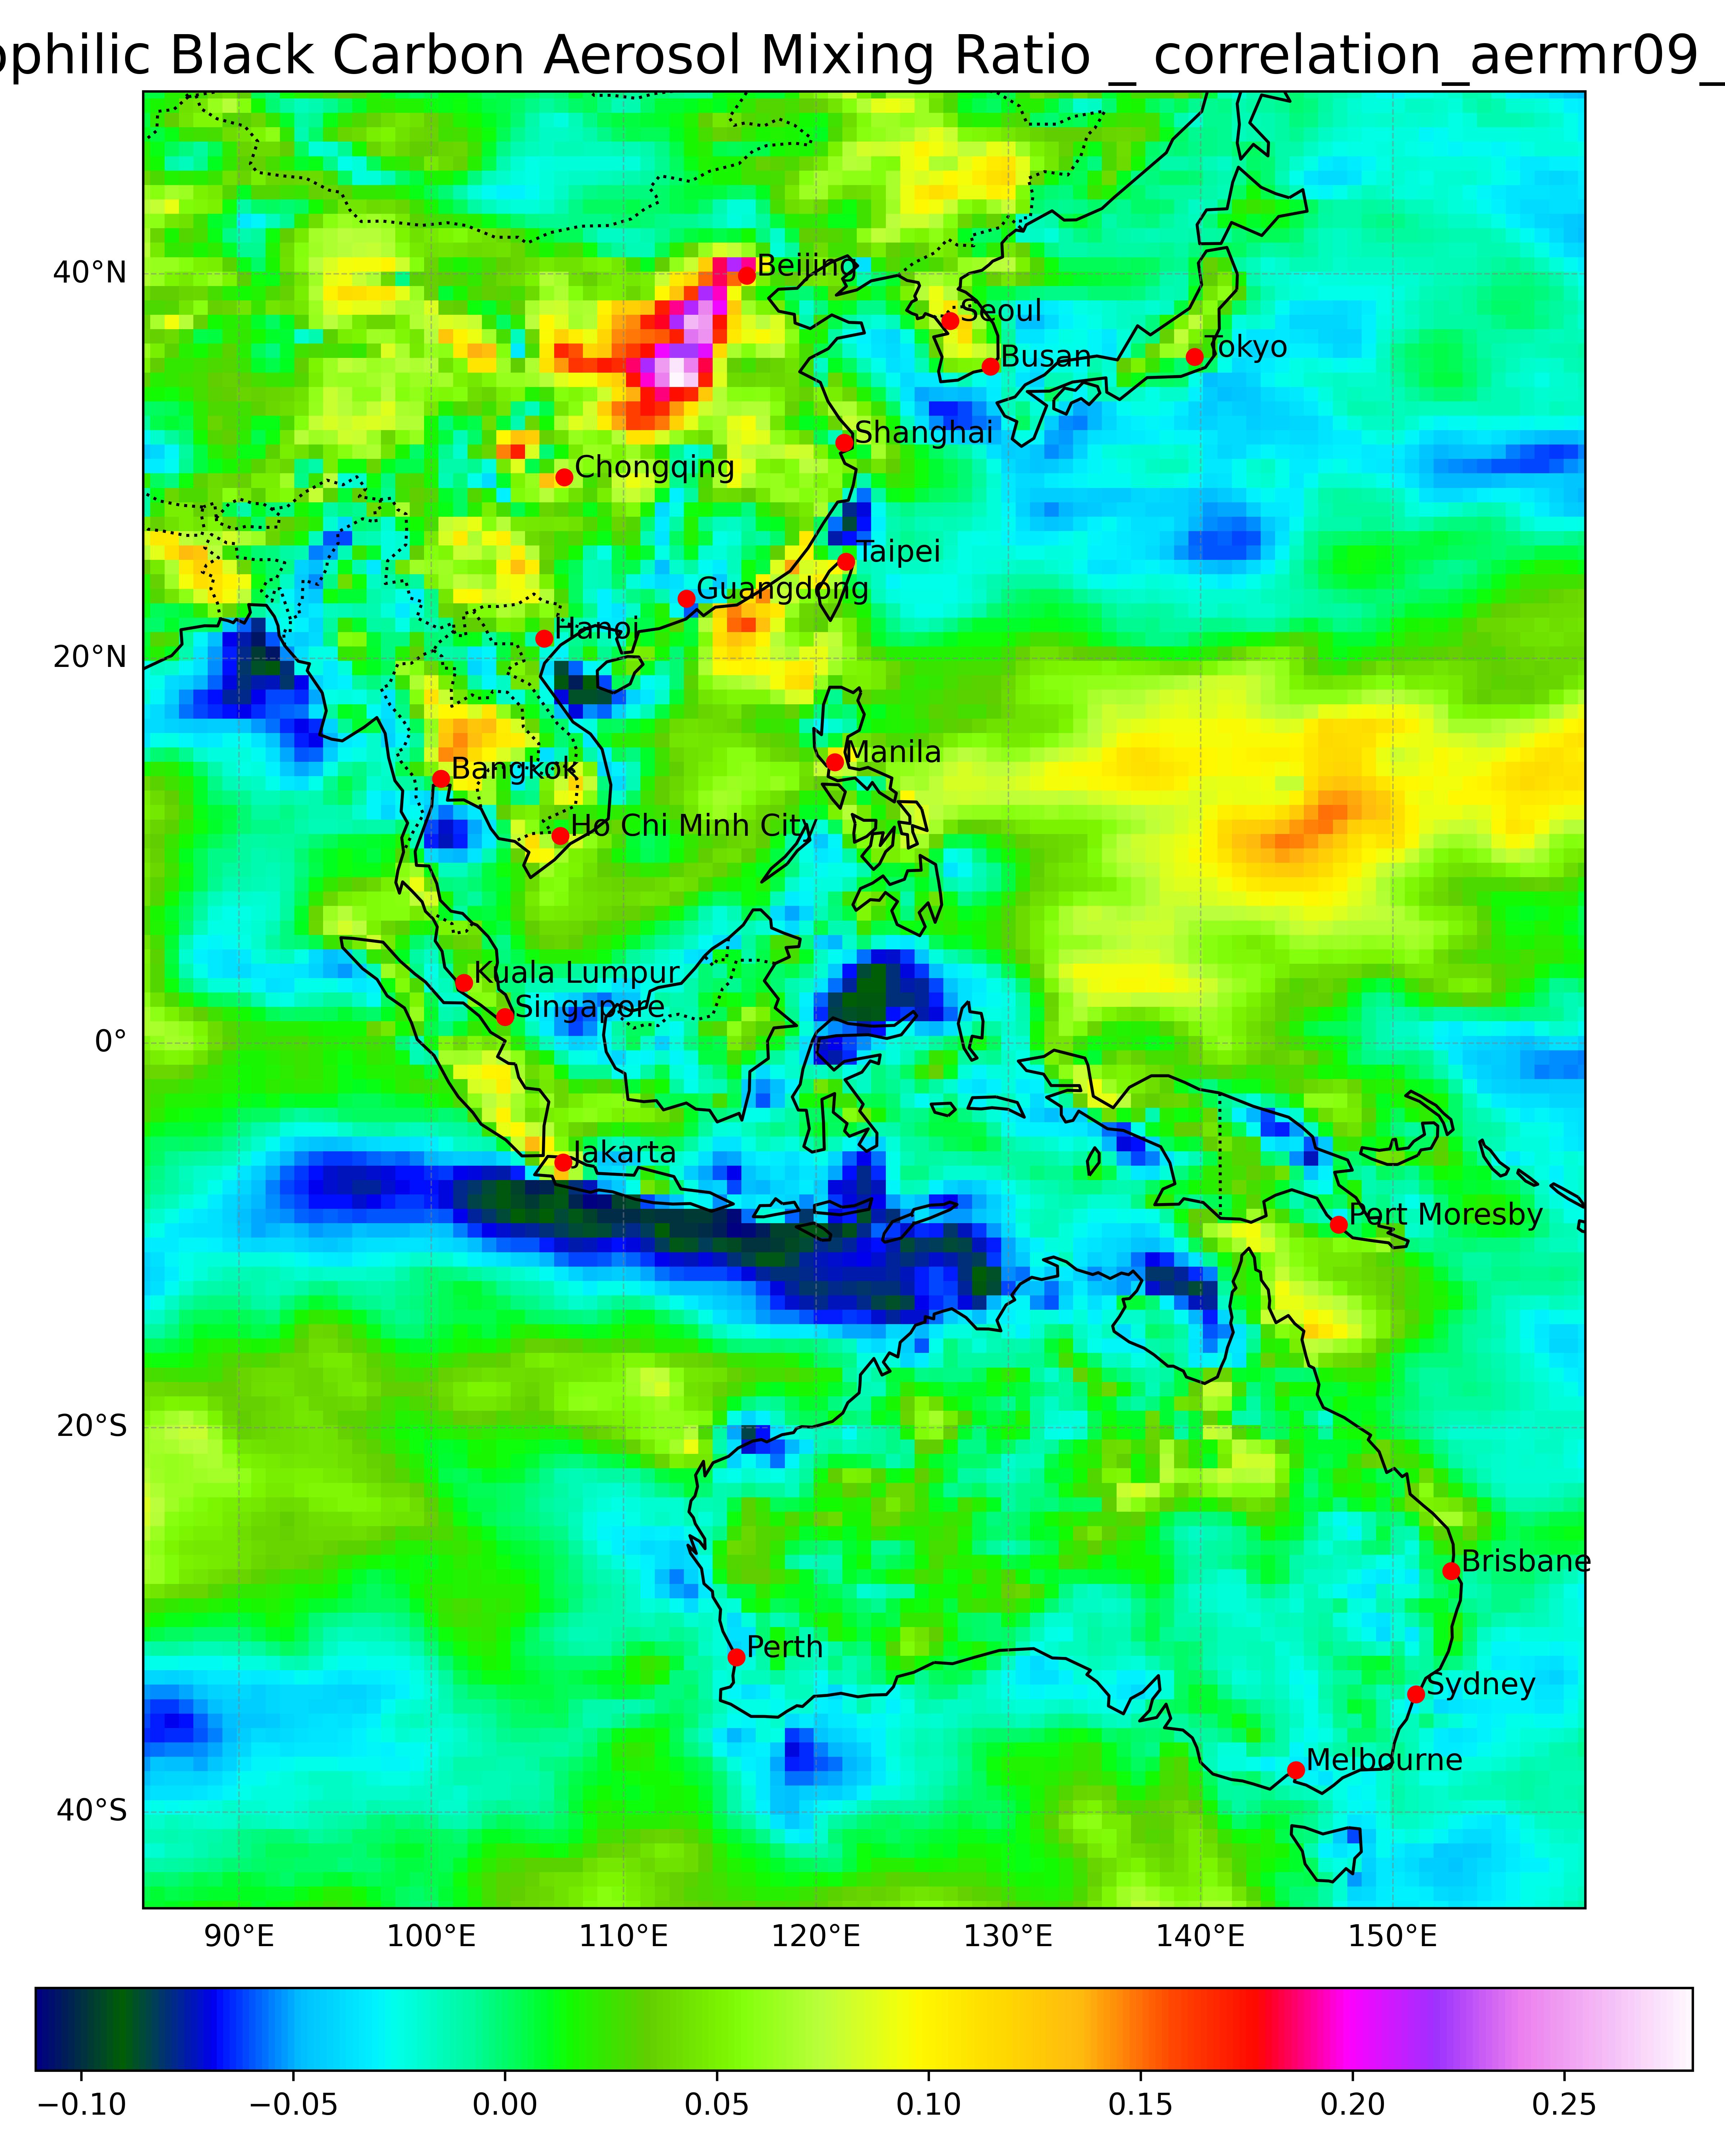 ophilic Black Carbon Aerosol Mixing Ratio _ correlation_aermr09_
40°N
20°N
0°
20°S
40°S
Beijing
Seoul
Busan
Tokyo
Shanghai
Chongqing
Taipei
Guangdong
Hanoi
Manila
Bangkok
Ho Chi Minh City
Kuala Lumpur
Singapore
Jakarta
Port Moresby
Brisbane
Perth
Sydney
Melbourne
90°E 100°E 110°E 120°E 130°E 140°E 150°E
−0.10 −0.05 0.00 0.05 0.10 0.15 0.20 0.25